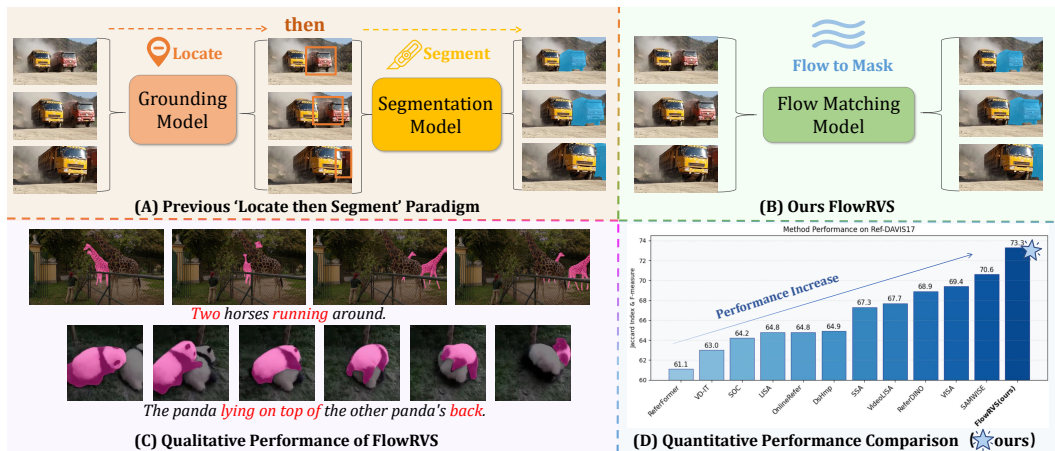 then
Locate
Segment
Grounding
Model
Segmentation
Model
(A) Previous 'Locate then Segment' Paradigm
Flow to Mask
Flow Matching
Model
(B) Ours FlowRVS
Two horses running around.
The panda lying on top of the other panda's back.
(C) Qualitative Performance of FlowRVS
Method Performance on Ref-DAVIS17
Jaccard Index & F-measure
74
72
70
68
66
64
62
60
Performance Increase
61.1
63.0
64.2
64.8
64.8
64.9
67.3
67.7
68.9
69.4
70.6
73.3
ReferFormer
VD-IT
SOC
LISA
OnlineRefer
DsHmp
SSA
VideoLISA
ReferDINO
VISA
SAMWISE
FlowRVS(ours)
(D) Quantitative Performance Comparison ( ours)